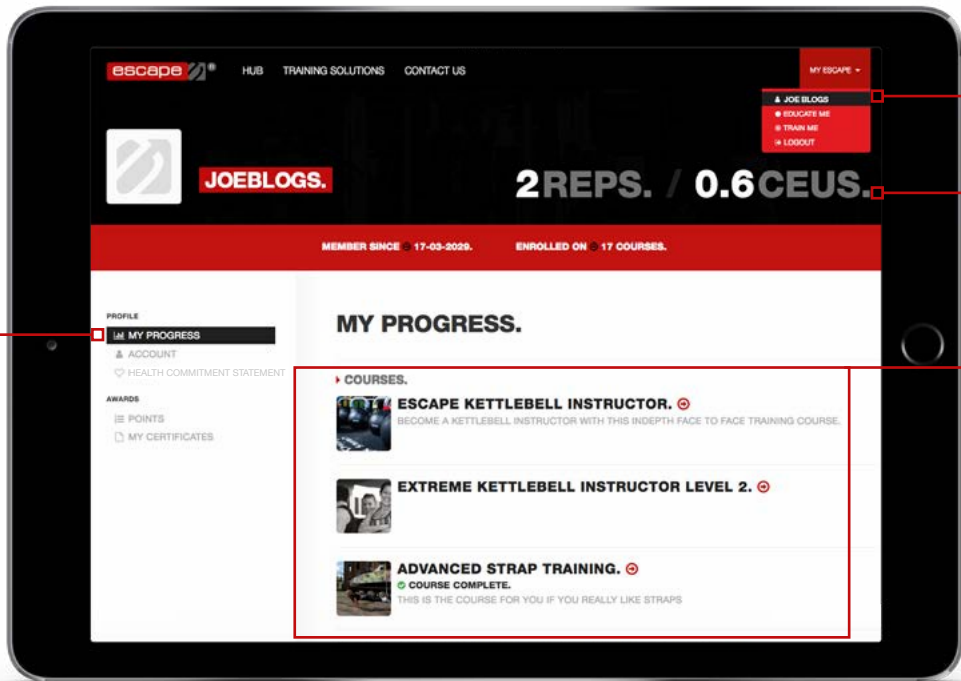 escape ® HUB TRAINING SOLUTIONS CONTACT US MY ESCAPE
JOE BLOGS
EDUCATE ME
TRAIN ME
LOGOUT
JOEBLOGS. 2 REPS. / 0.6 CEUS.
MEMBER SINCE 17-03-2029. ENROLLED ON 17 COURSES.
PROFILE
MY PROGRESS
ACCOUNT
HEALTH COMMITMENT STATEMENT
AWARDS
POINTS
MY CERTIFICATES
MY PROGRESS.
COURSES.
ESCAPE KETTLEBELL INSTRUCTOR.
BECOME A KETTLEBELL INSTRUCTOR WITH THIS INDEPTH FACE TO FACE TRAINING COURSE.
EXTREME KETTLEBELL INSTRUCTOR LEVEL 2.
ADVANCED STRAP TRAINING.
COURSE COMPLETE.
THIS IS THE COURSE FOR YOU IF YOU REALLY LIKE STRAPS